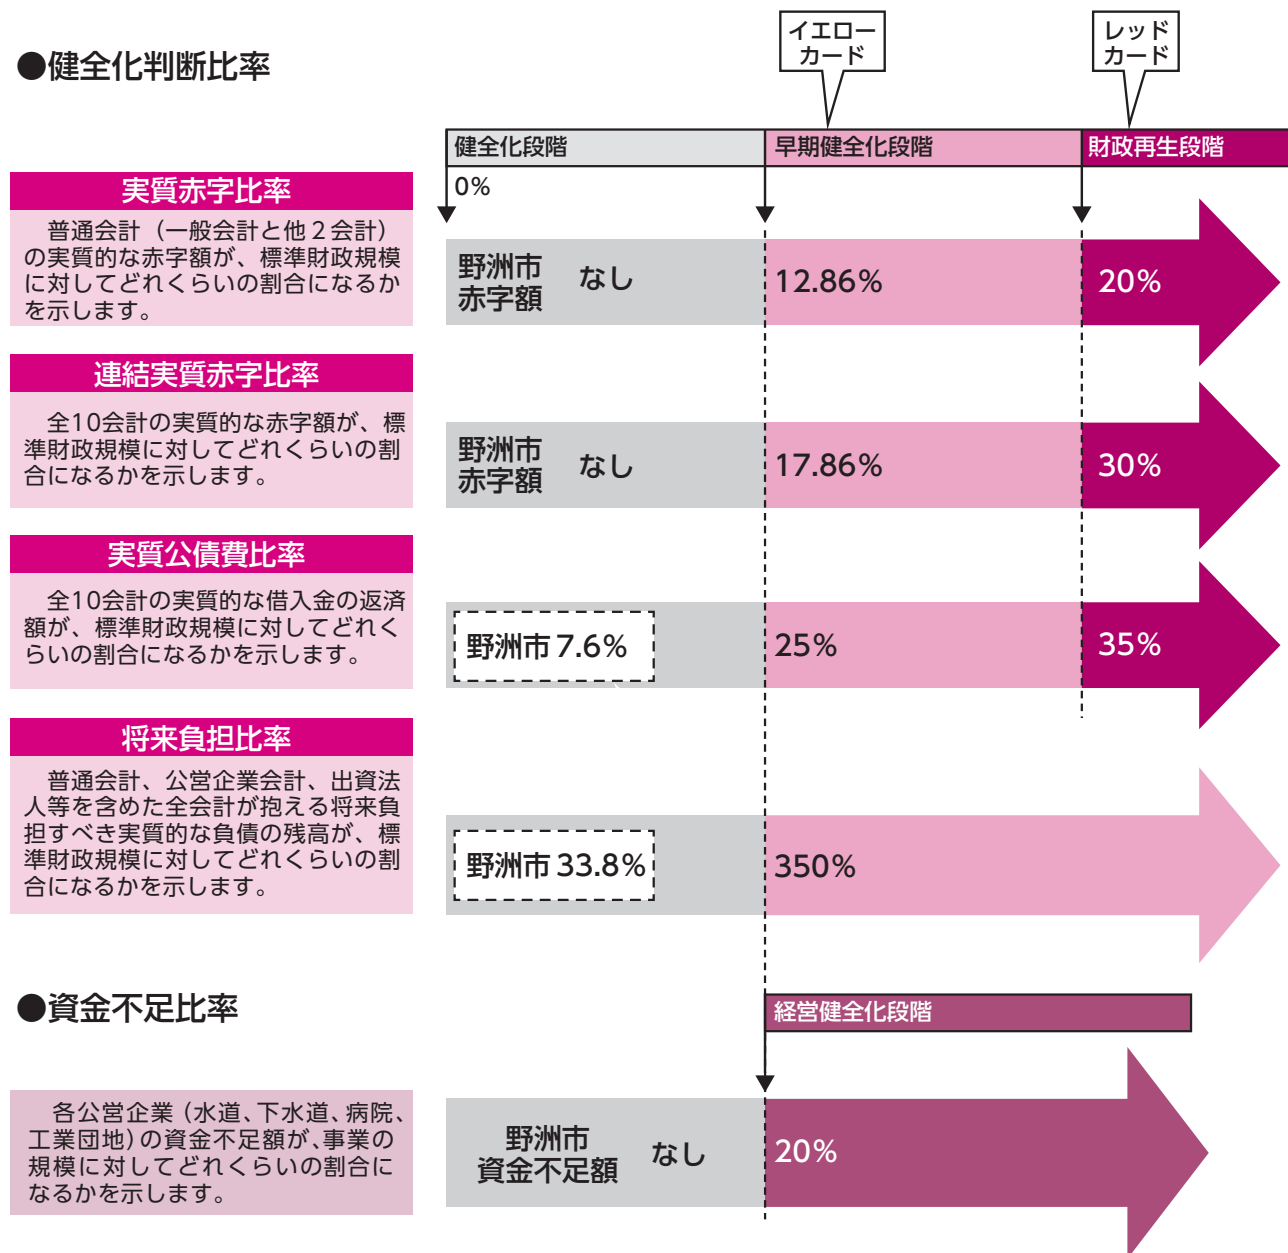 ●健全化判断比率
イエロー
カード
レッド
カード
健全化段階
早期健全化段階
財政再生段階
0%
実質赤字比率
普通会計（一般会計と他２会計）
の実質的な赤字額が、標準財政規模
に対してどれくらいの割合になるか
を示します。
野洲市
赤字額
なし
12.86%
20%
連結実質赤字比率
全10会計の実質的な赤字額が、標
準財政規模に対してどれくらいの割
合になるかを示します。
野洲市
赤字額
なし
17.86%
30%
実質公債費比率
全10会計の実質的な借入金の返済
額が、標準財政規模に対してどれく
らいの割合になるかを示します。
野洲市 7.6%
25%
35%
将来負担比率
普通会計、公営企業会計、出資法
人等を含めた全会計が抱える将来負
担すべき実質的な負債の残高が、標
準財政規模に対してどれくらいの割
合になるかを示します。
野洲市 33.8%
350%
●資金不足比率
経営健全化段階
各公営企業（水道、下水道、病院、
工業団地）の資金不足額が、事業の
規模に対してどれくらいの割合に
なるかを示します。
野洲市
資金不足額
なし
20%